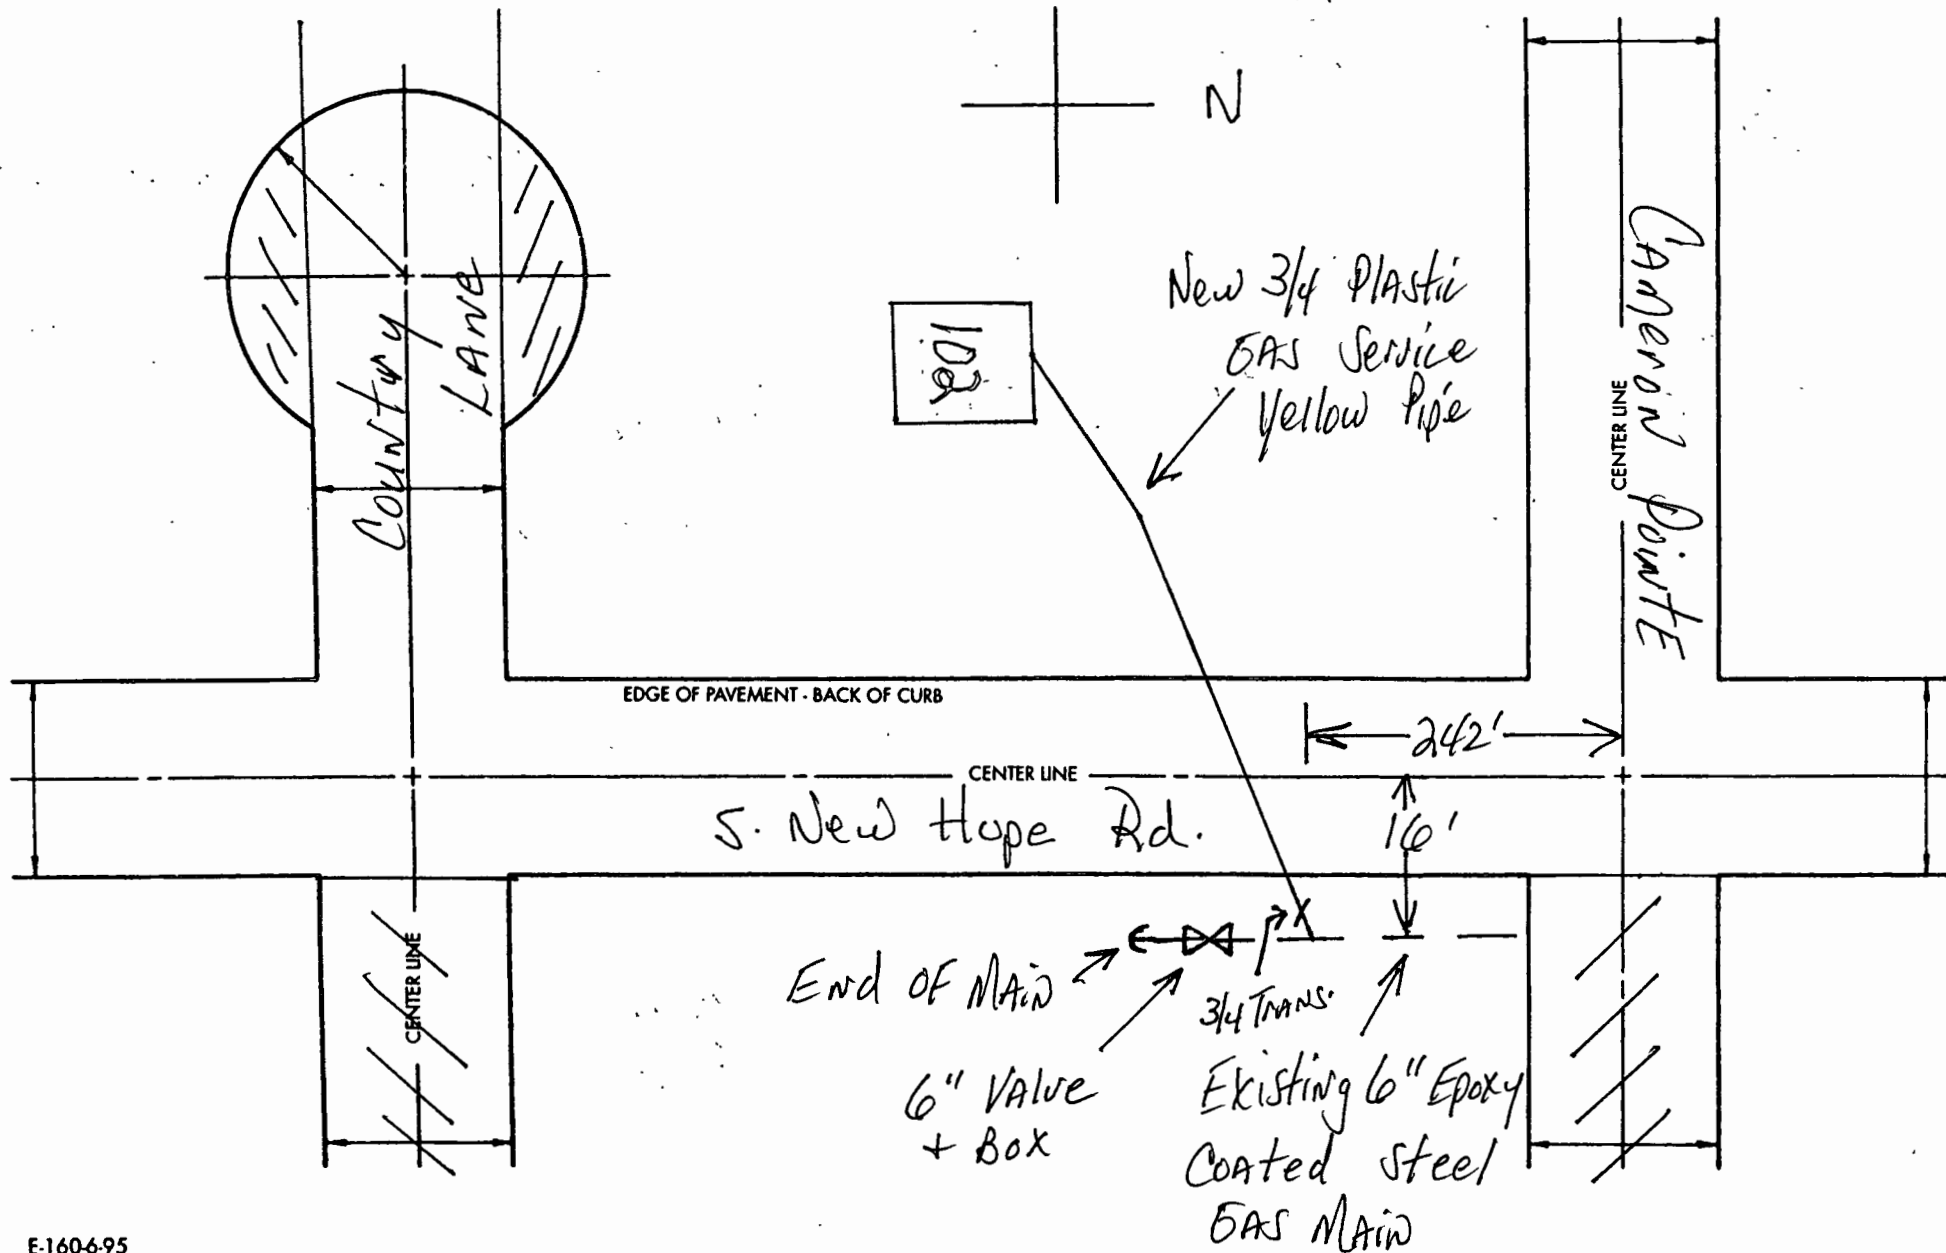 N
Country
Lane
102
New 3/4 Plastic
GAS Service
Yellow Pipe
Cameron Pointe
CENTER LINE
EDGE OF PAVEMENT - BACK OF CURB
242'
CENTER LINE
S. New Hope Rd.
16'
CENTER LINE
End OF MAin
3/4 TRANS.
6" VAlve
+ Box
Existing 6" Epoxy
COATed Steel
GAS MAin
E-160-6-95